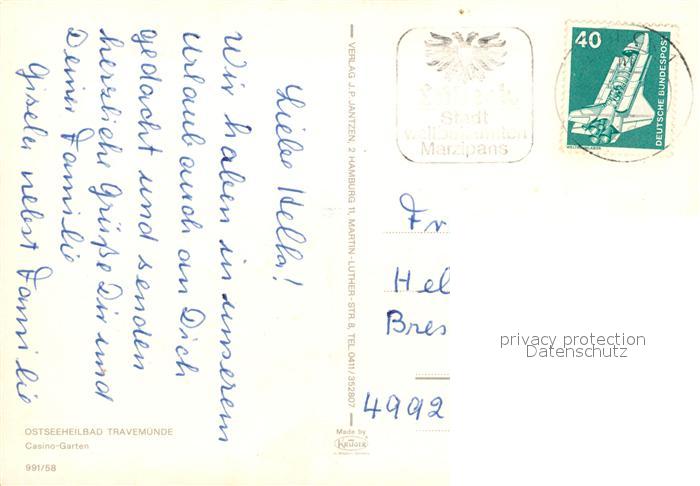 Liebe Hella!
Wir haben in unserem
Urlaub auch an Dich
gedacht und senden
herzliche Grüße Dir und
Deiner Familie
Gisela nebst Familie
OSTSEEHEILBAD TRAVEMÜNDE
Casino-Garten
991/58
VERLAG J. P. JANTZEN, 2 HAMBURG 11, MARTIN-LUTHER-STR. 8, TEL. 0411/352807
Made by
KRÜGER
Stadt
weltbekannten
Marzipans
40
DEUTSCHE BUNDESPOST
Fr
Hel
Bres
4992
privacy protection
Datenschutz